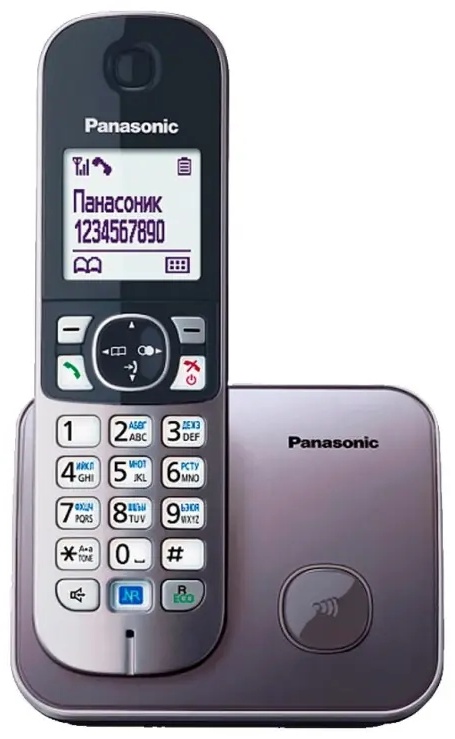 Panasonic
Панасоник
1234567890
Panasonic
1 2 АБВГ ABC 3 ДЕЖЗ DEF
4 ИЙКЛ GHI 5 МНОП JKL 6 РСТУ MNO
7 ФХЦЧ PQRS 8 ШЩЪЫ TUV 9 ЬЭЮЯ WXYZ
* A→a TONE 0 #
NR R ECO